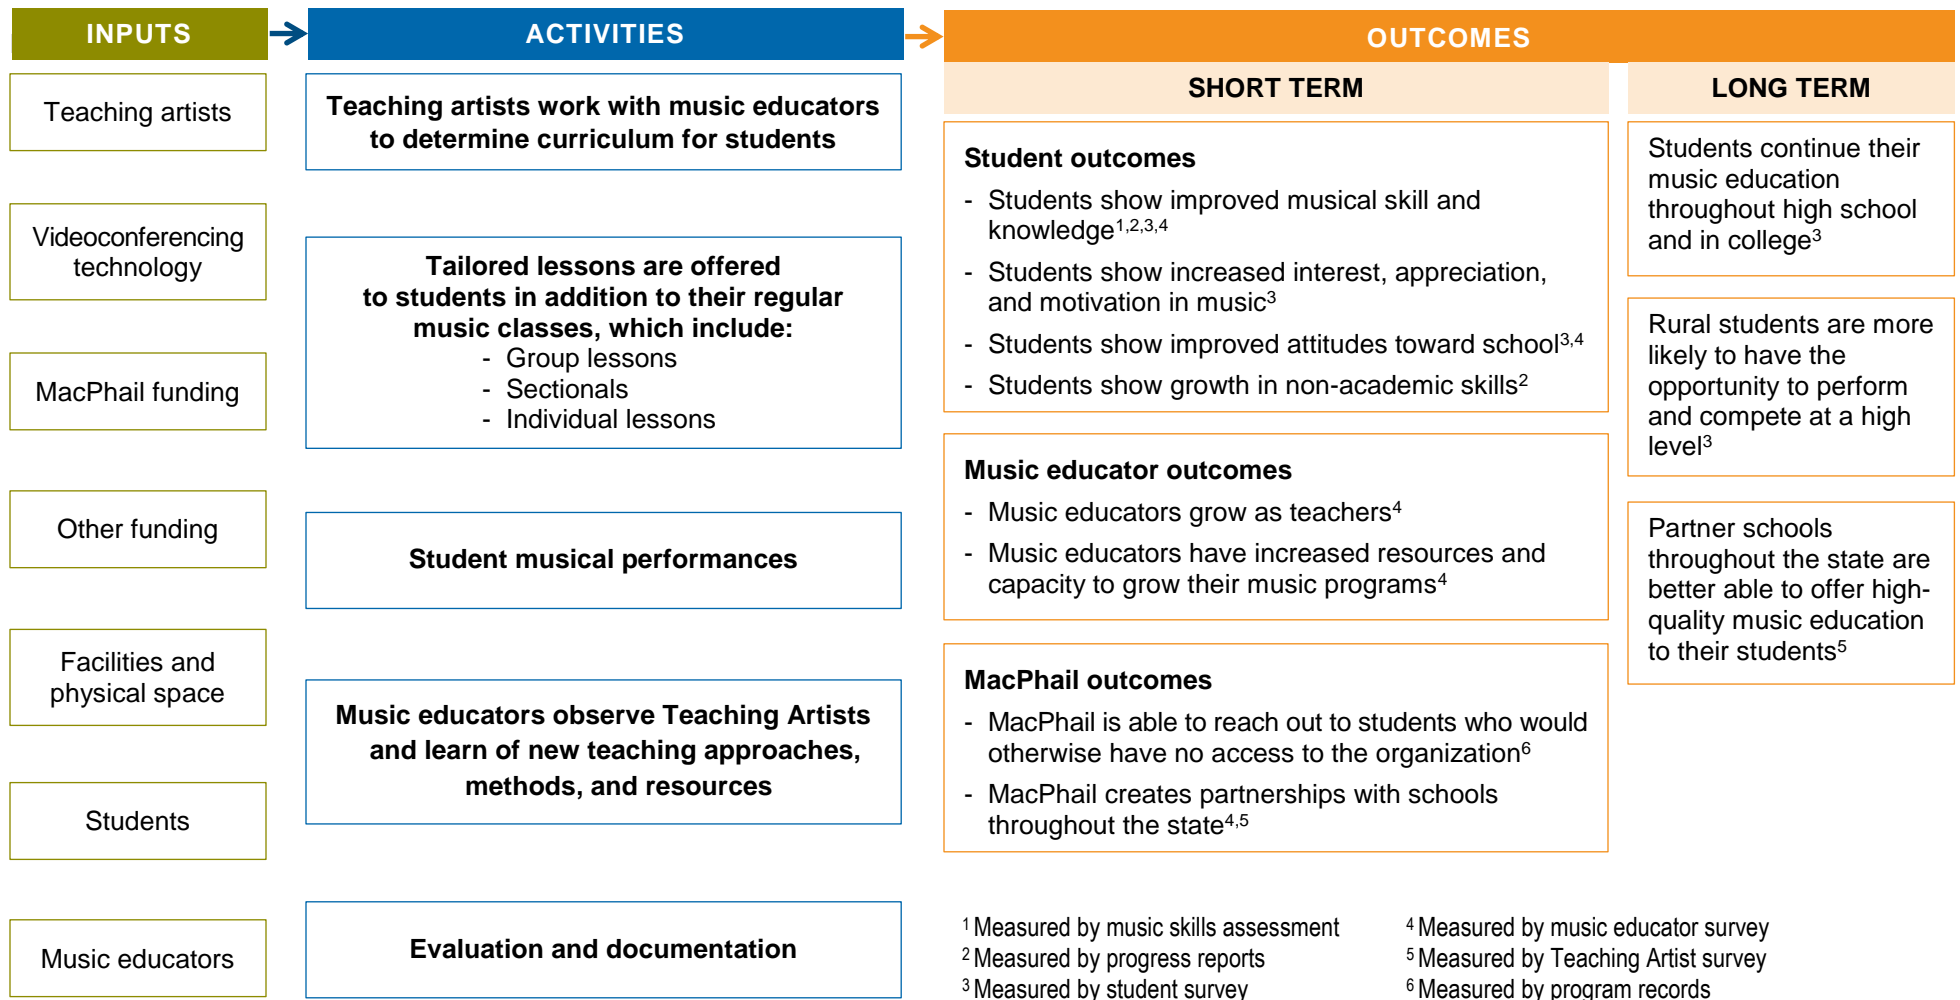 INPUTS
Teaching artists
Videoconferencing
technology
MacPhail funding
Other funding
Facilities and
physical space
Students
Music educators
ACTIVITIES
Teaching artists work with music educators
to determine curriculum for students
Tailored lessons are offered
to students in addition to their regular
music classes, which include:
- Group lessons
- Sectionals
- Individual lessons
Student musical performances
Music educators observe Teaching Artists
and learn of new teaching approaches,
methods, and resources
Evaluation and documentation
OUTCOMES
SHORT TERM
Student outcomes
- Students show improved musical skill and
knowledge1,2,3,4
- Students show increased interest, appreciation,
and motivation in music3
- Students show improved attitudes toward school3,4
- Students show growth in non-academic skills2
Music educator outcomes
- Music educators grow as teachers4
- Music educators have increased resources and
capacity to grow their music programs4
MacPhail outcomes
- MacPhail is able to reach out to students who would
otherwise have no access to the organization6
- MacPhail creates partnerships with schools
throughout the state4,5
LONG TERM
Students continue their
music education
throughout high school
and in college3
Rural students are more
likely to have the
opportunity to perform
and compete at a high
level3
Partner schools
throughout the state are
better able to offer high-
quality music education
to their students5
1 Measured by music skills assessment
2 Measured by progress reports
3 Measured by student survey
4 Measured by music educator survey
5 Measured by Teaching Artist survey
6 Measured by program records